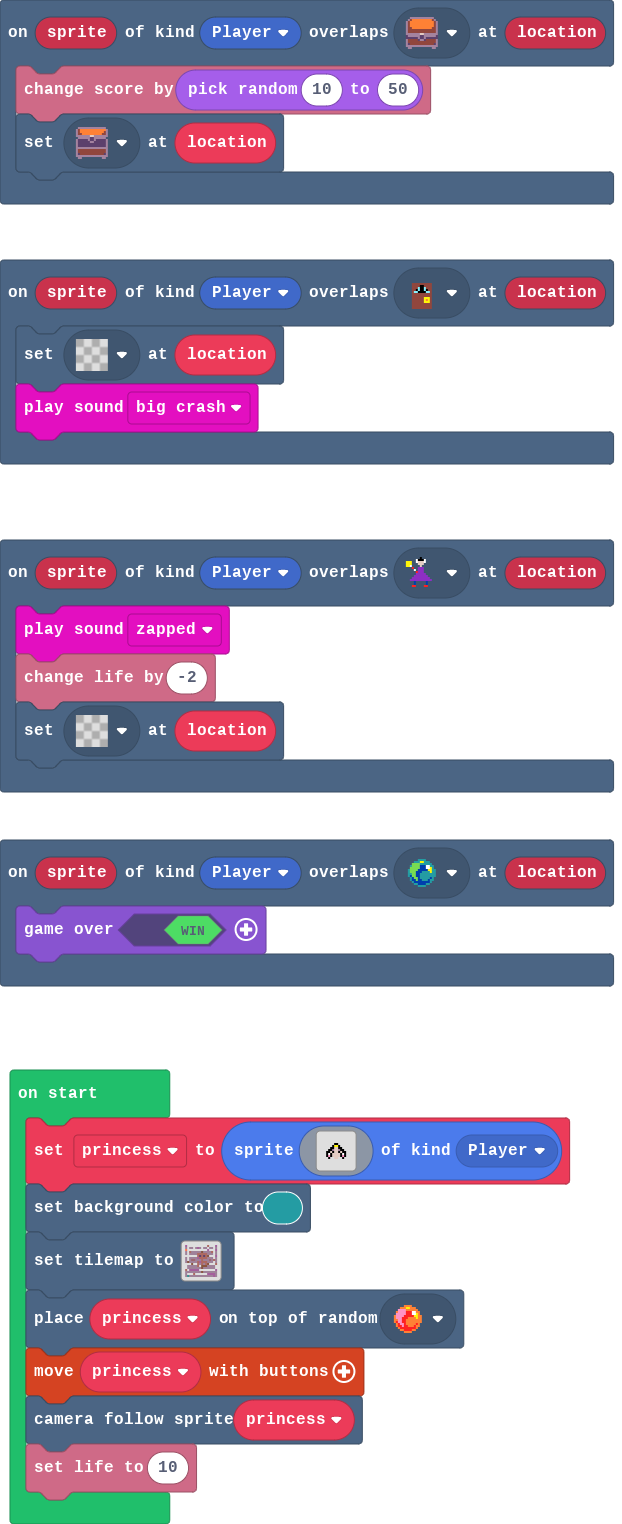 on sprite of kind Player overlaps at location
change score by pick random 10 to 50
set at location
on sprite of kind Player overlaps at location
set at location
play sound big crash
on sprite of kind Player overlaps at location
play sound zapped
change life by -2
set at location
on sprite of kind Player overlaps at location
game over WIN
on start
set princess to sprite of kind Player
set background color to
set tilemap to
place princess on top of random
move princess with buttons
camera follow sprite princess
set life to 10